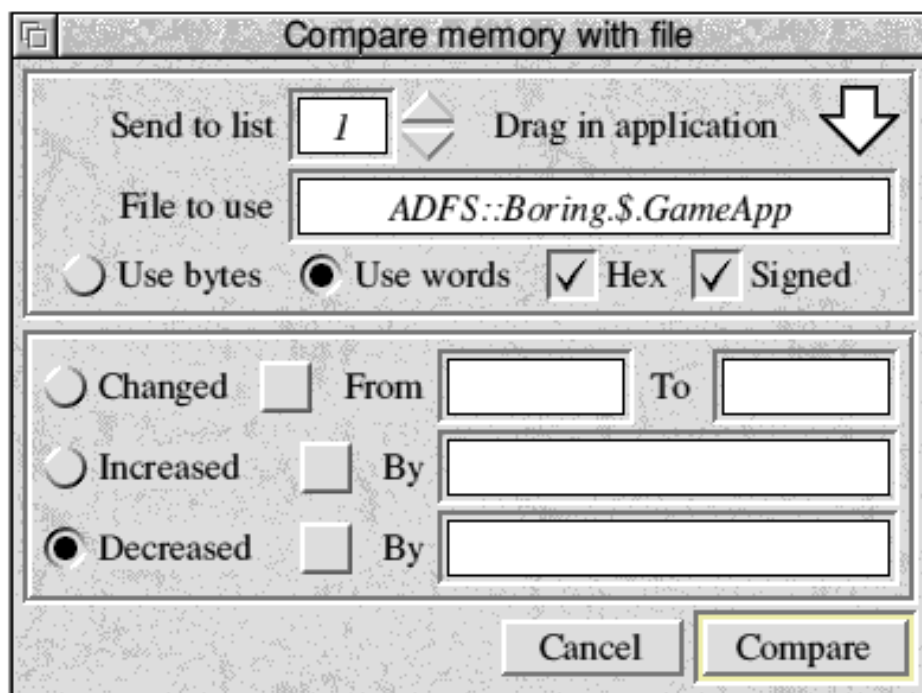 Compare memory with file
Send to list 1 Drag in application
File to use ADFS::Boring.$.GameApp
Use bytes Use words Hex Signed
Changed From To
Increased By
Decreased By
Cancel Compare